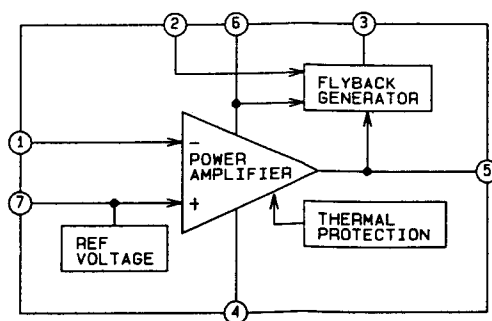 2
6
3
FLYBACK
GENERATOR
1
-
POWER
AMPLIFIER
5
7
+
REF
VOLTAGE
THERMAL
PROTECTION
4